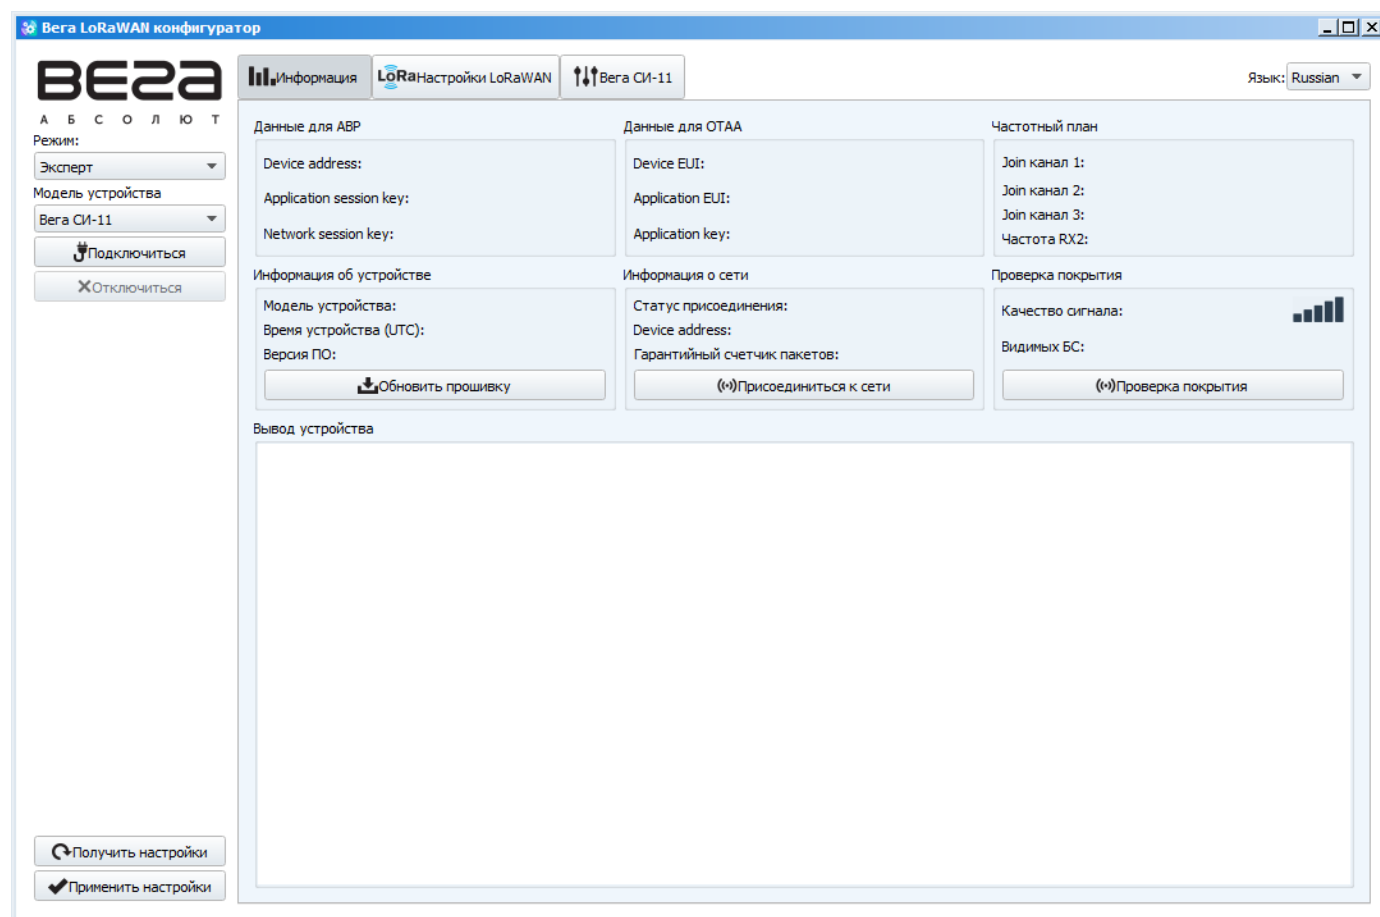 Вега LoRaWAN конфигуратор
ВЕГА
АБСОЛЮТ
Режим:
Эксперт
Модель устройства
Вега СИ-11
Подключиться
Отключиться
Получить настройки
Применить настройки
Информация
LoRa Настройки LoRaWAN
Вега СИ-11
Язык: Russian
Данные для ABP
Device address:
Application session key:
Network session key:
Данные для OTAA
Device EUI:
Application EUI:
Application key:
Частотный план
Join канал 1:
Join канал 2:
Join канал 3:
Частота RX2:
Информация об устройстве
Модель устройства:
Время устройства (UTC):
Версия ПО:
Обновить прошивку
Информация о сети
Статус присоединения:
Device address:
Гарантийный счетчик пакетов:
Присоединиться к сети
Проверка покрытия
Качество сигнала:
Видимых БС:
Проверка покрытия
Вывод устройства